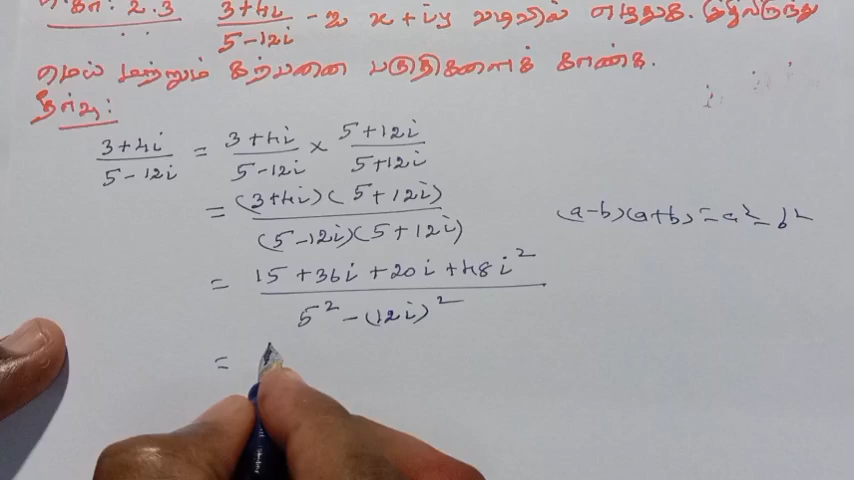 எ.கா: 2.3 3+4i/5-12i -ஐ x+iy வடிவில் எழுதுக. இதிலிருந்து
மெய் மற்றும் கற்பனை பகுதிகளைக் காண்க.
தீர்வு:
3+4i/5-12i = 3+4i/5-12i × 5+12i/5+12i
= (3+4i)(5+12i)/(5-12i)(5+12i) (a-b)(a+b)=a²-b²
= 15+36i+20i+48i²/5²-(12i)²
=